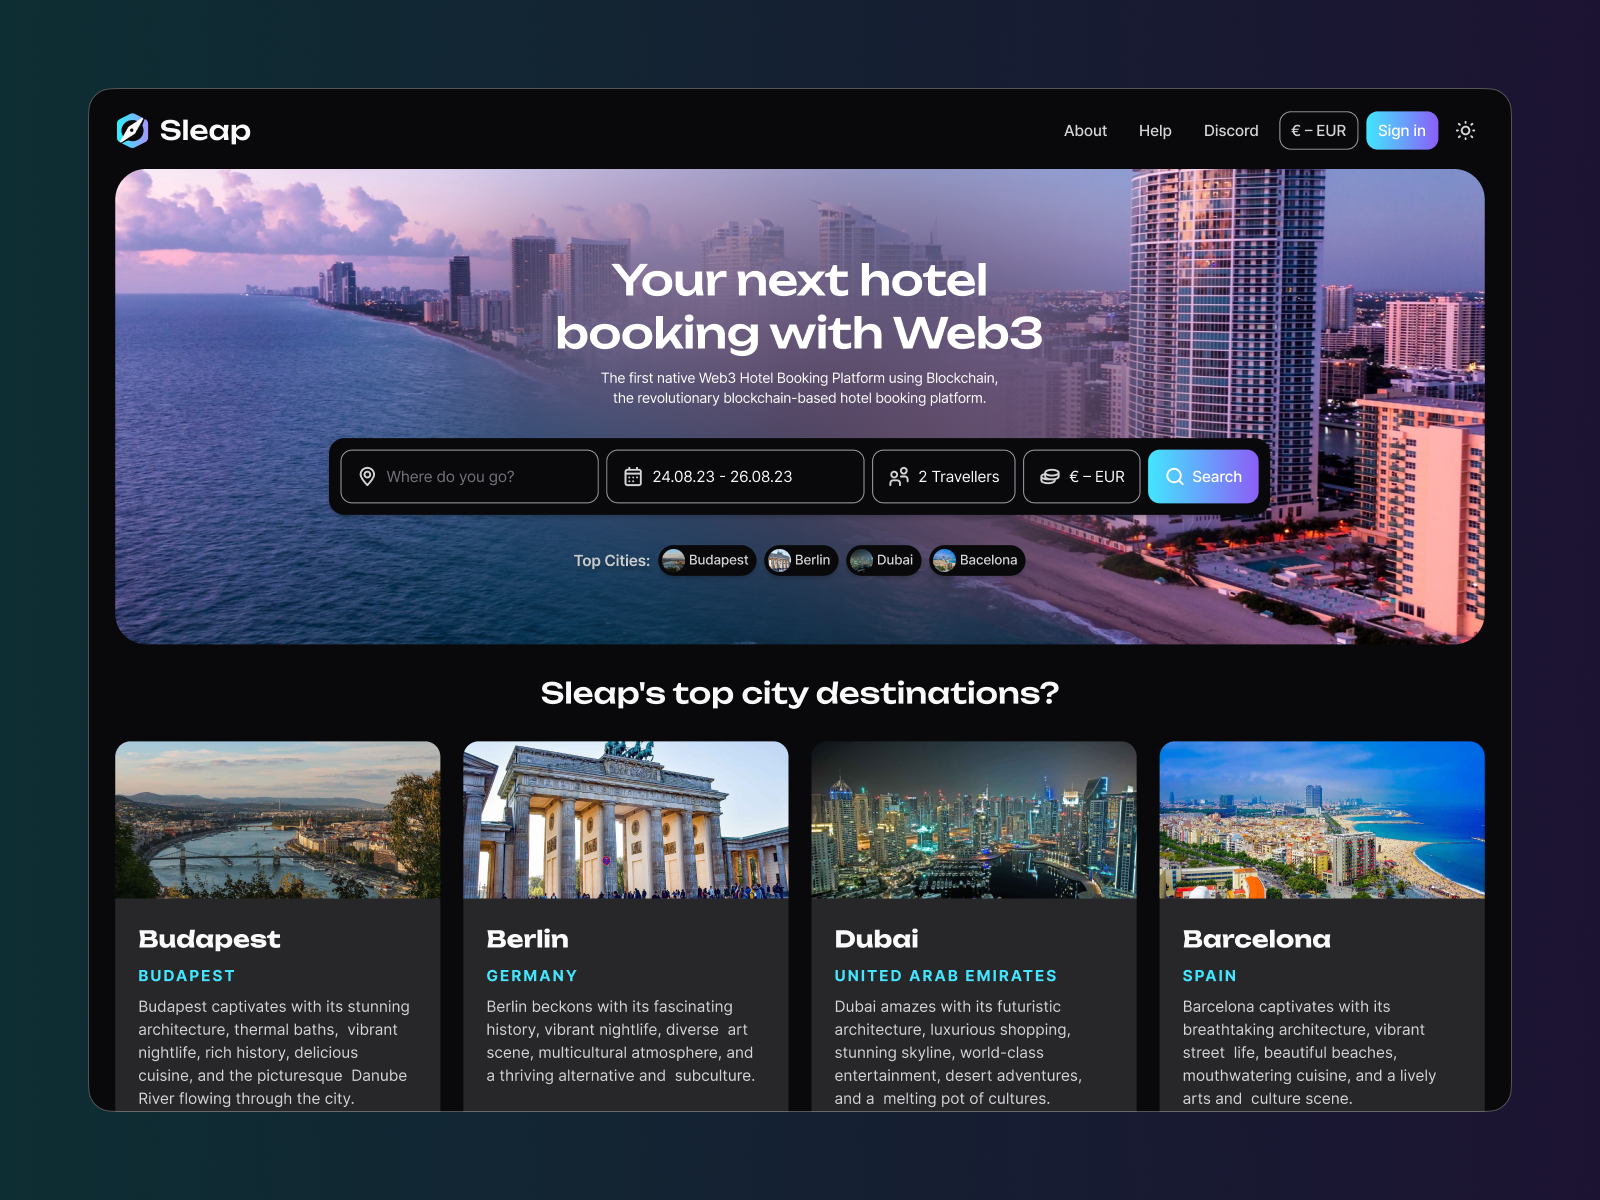 Sleap
About Help Discord € – EUR Sign in
Your next hotel
booking with Web3
The first native Web3 Hotel Booking Platform using Blockchain,
the revolutionary blockchain-based hotel booking platform.
Where do you go? 24.08.23 - 26.08.23 2 Travellers € – EUR Search
Top Cities: Budapest Berlin Dubai Bacelona
Sleap's top city destinations?
Budapest
BUDAPEST
Budapest captivates with its stunning
architecture, thermal baths, vibrant
nightlife, rich history, delicious
cuisine, and the picturesque Danube
River flowing through the city.
Berlin
GERMANY
Berlin beckons with its fascinating
history, vibrant nightlife, diverse art
scene, multicultural atmosphere, and
a thriving alternative and subculture.
Dubai
UNITED ARAB EMIRATES
Dubai amazes with its futuristic
architecture, luxurious shopping,
stunning skyline, world-class
entertainment, desert adventures,
and a melting pot of cultures.
Barcelona
SPAIN
Barcelona captivates with its
breathtaking architecture, vibrant
street life, beautiful beaches,
mouthwatering cuisine, and a lively
arts and culture scene.